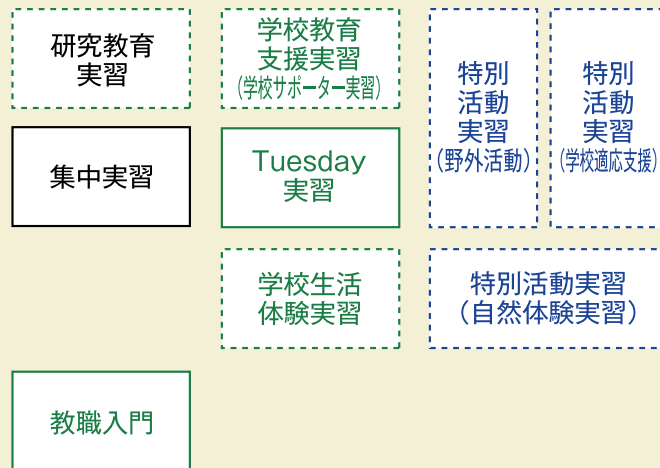 研究教育
実習
学校教育
支援実習
（学校サポーター実習）
特別
活動
実習
（野外活動）
特別
活動
実習
（学校適応支援）
集中実習
Tuesday
実習
学校生活
体験実習
特別活動実習
（自然体験実習）
教職入門